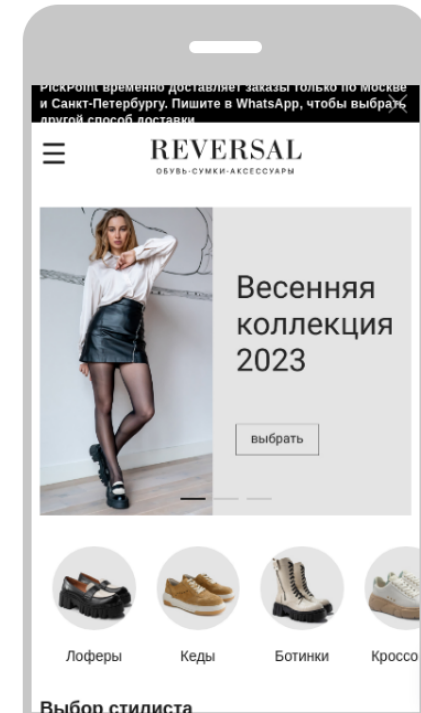 PickPoint временно доставляет заказы только по Москве
и Санкт-Петербургу. Пишите в WhatsApp, чтобы выбрать
другой способ доставки
REVERSAL
ОБУВЬ-СУМКИ-АКСЕССУАРЫ
Весенняя
коллекция
2023
выбрать
Лоферы Кеды Ботинки Кроссо
Выбор стилиста